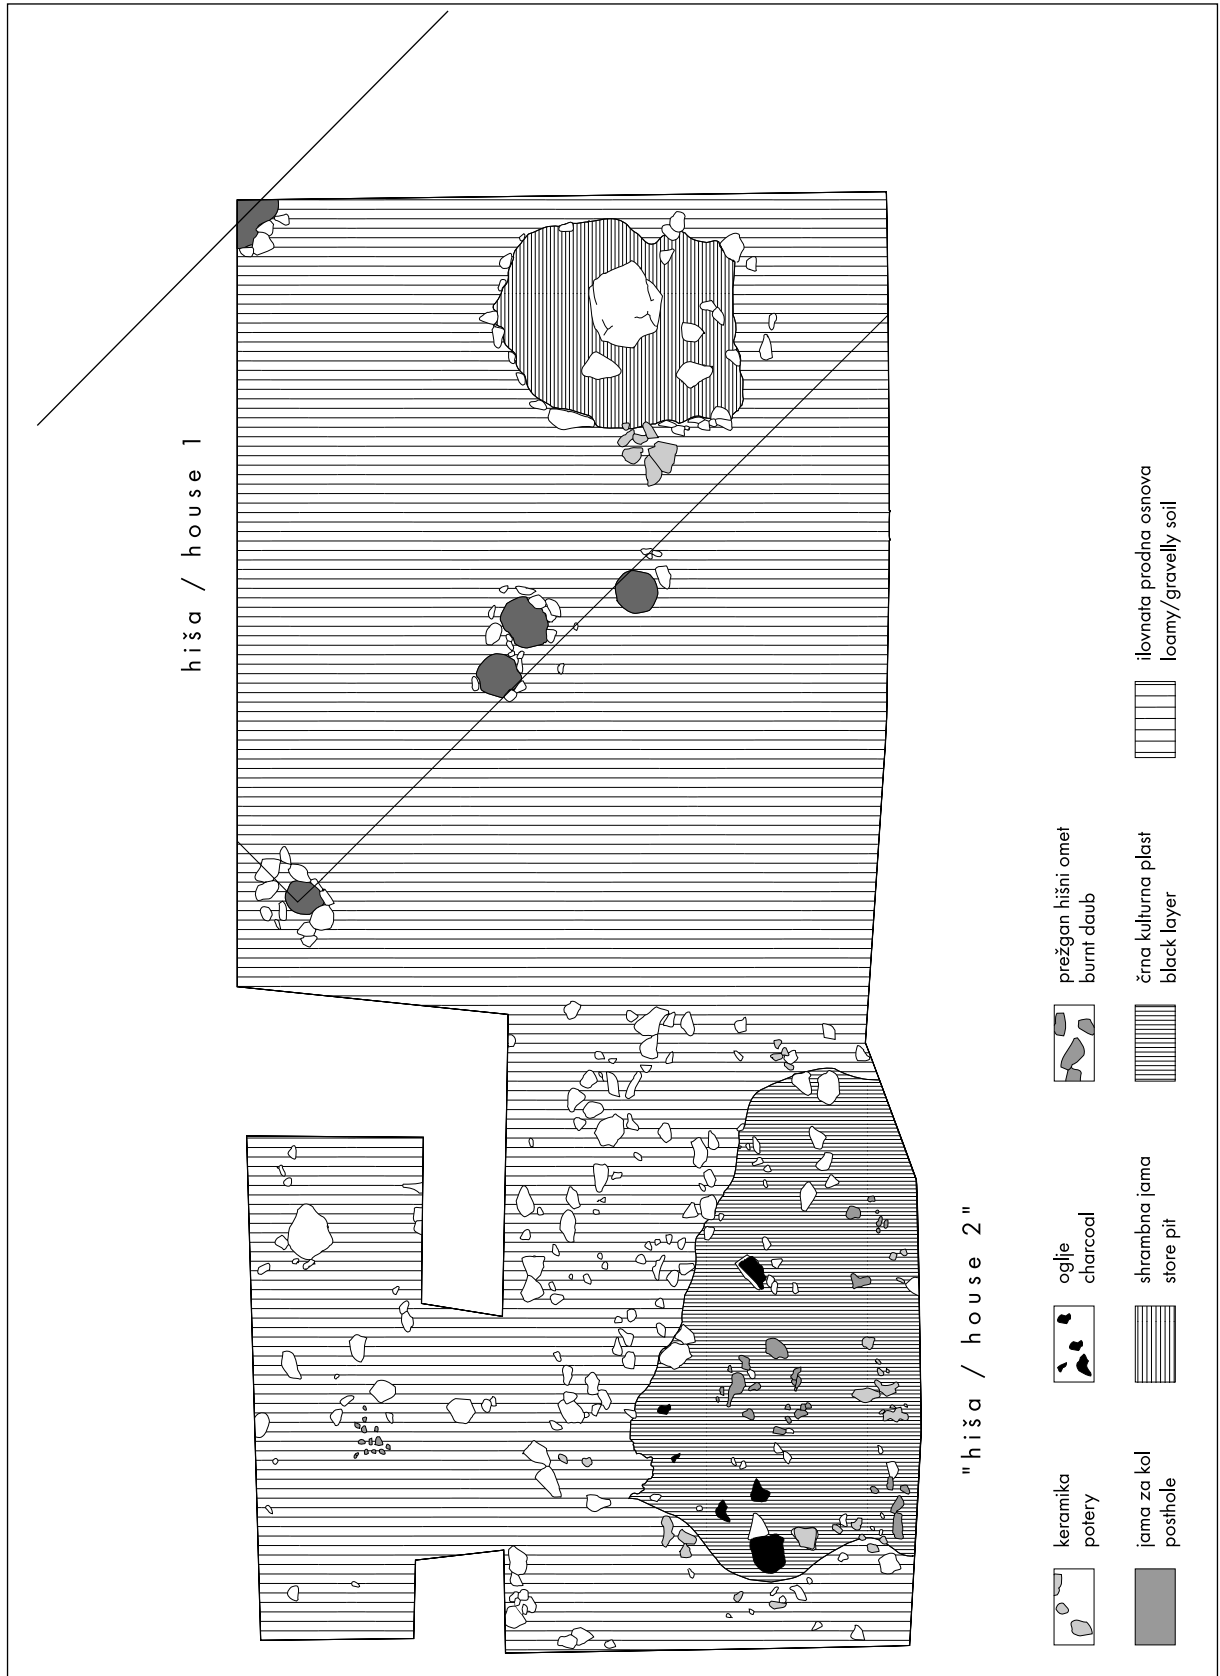 hiša / house 1
"hiša / house 2"
keramika
potery
oglje
charcoal
prežgan hišni omet
burnt daub
jama za kol
posthole
shrambna jama
store pit
črna kulturna plast
black layer
ilovnata prodna osnova
loamy/gravelly soil